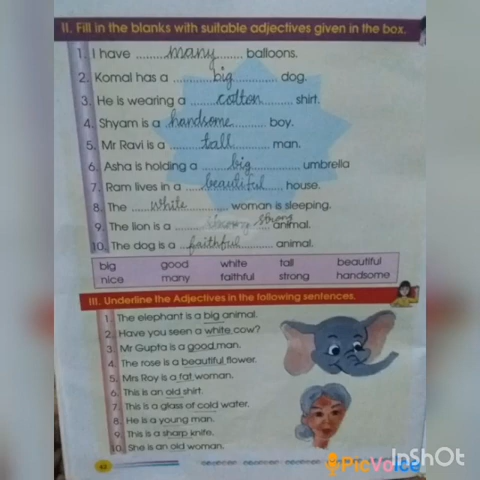 II. Fill in the blanks with suitable adjectives given in the box.
1. I have ..... many ..... balloons.
2. Komal has a ..... big ..... dog.
3. He is wearing a ..... cotton ..... shirt.
4. Shyam is a handsome ..... boy.
5. Mr Ravi is a ..... tall ..... man.
6. Asha is holding a ..... big ..... umbrella
7. Ram lives in a ..... beautiful ..... house.
8. The ..... white ..... woman is sleeping.
9. The lion is a ..... strong animal.
10. The dog is a ..... faithful ..... animal.
big good white tall beautiful
nice many faithful strong handsome
III. Underline the Adjectives in the following sentences.
1. The elephant is a big animal.
2. Have you seen a white cow?
3. Mr Gupta is a good man.
4. The rose is a beautiful flower.
5. Mrs Roy is a fat woman.
6. This is an old shirt.
7. This is a glass of cold water.
8. He is a young man.
9. This is a sharp knife.
10. She is an old woman.
42
PicVoice
InShOt